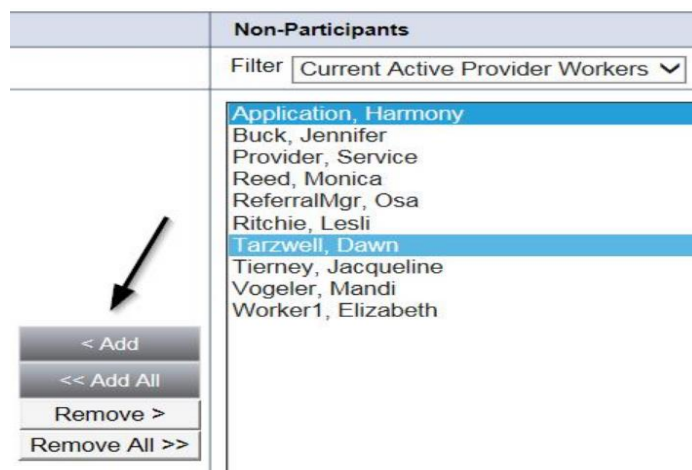 Non-Participants
Filter Current Active Provider Workers
Application, Harmony
Buck, Jennifer
Provider, Service
Reed, Monica
ReferralMgr, Osa
Ritchie, Lesli
Tarzwell, Dawn
Tierney, Jacqueline
Vogeler, Mandi
Worker1, Elizabeth
< Add
<< Add All
Remove >
Remove All >>